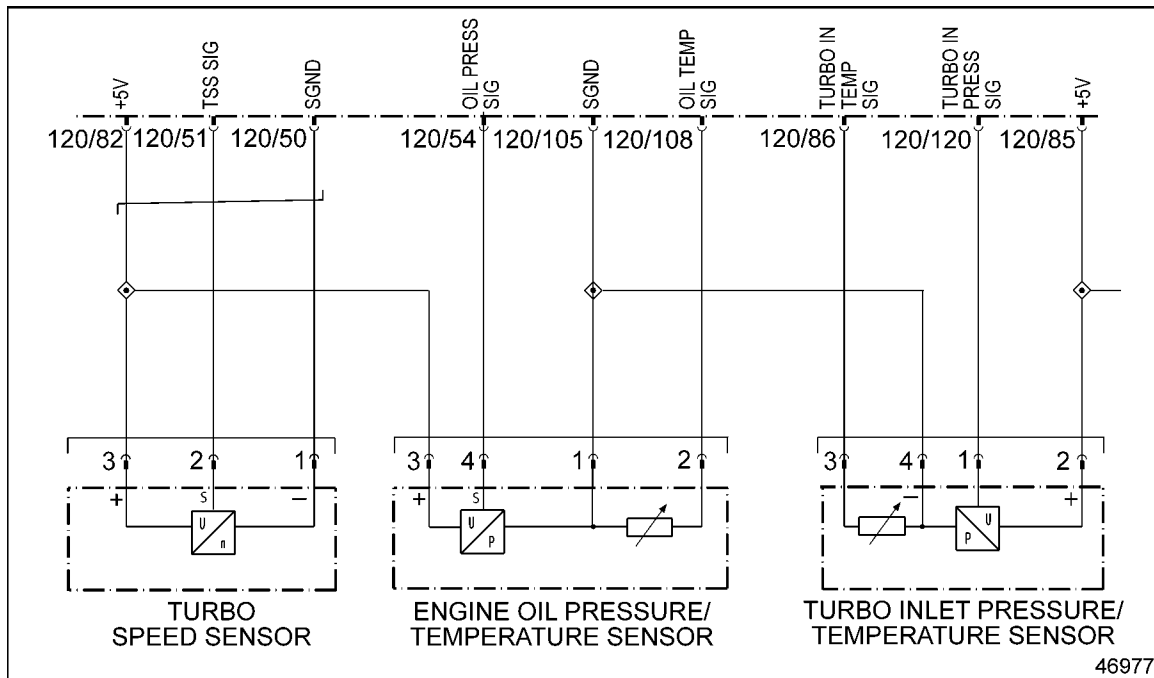 +5V
TSS SIG
SGND
OIL PRESS
SIG
SGND
OIL TEMP
SIG
TURBO IN
TEMP
SIG
TURBO IN
PRESS
SIG
+5V
120/82 120/51 120/50 120/54 120/105 120/108 120/86 120/120 120/85
3 2 1 3 4 1 2 3 4 1 2
+ S − + S − +
U
n
U
P
U
P
TURBO
SPEED SENSOR
ENGINE OIL PRESSURE/
TEMPERATURE SENSOR
TURBO INLET PRESSURE/
TEMPERATURE SENSOR
46977